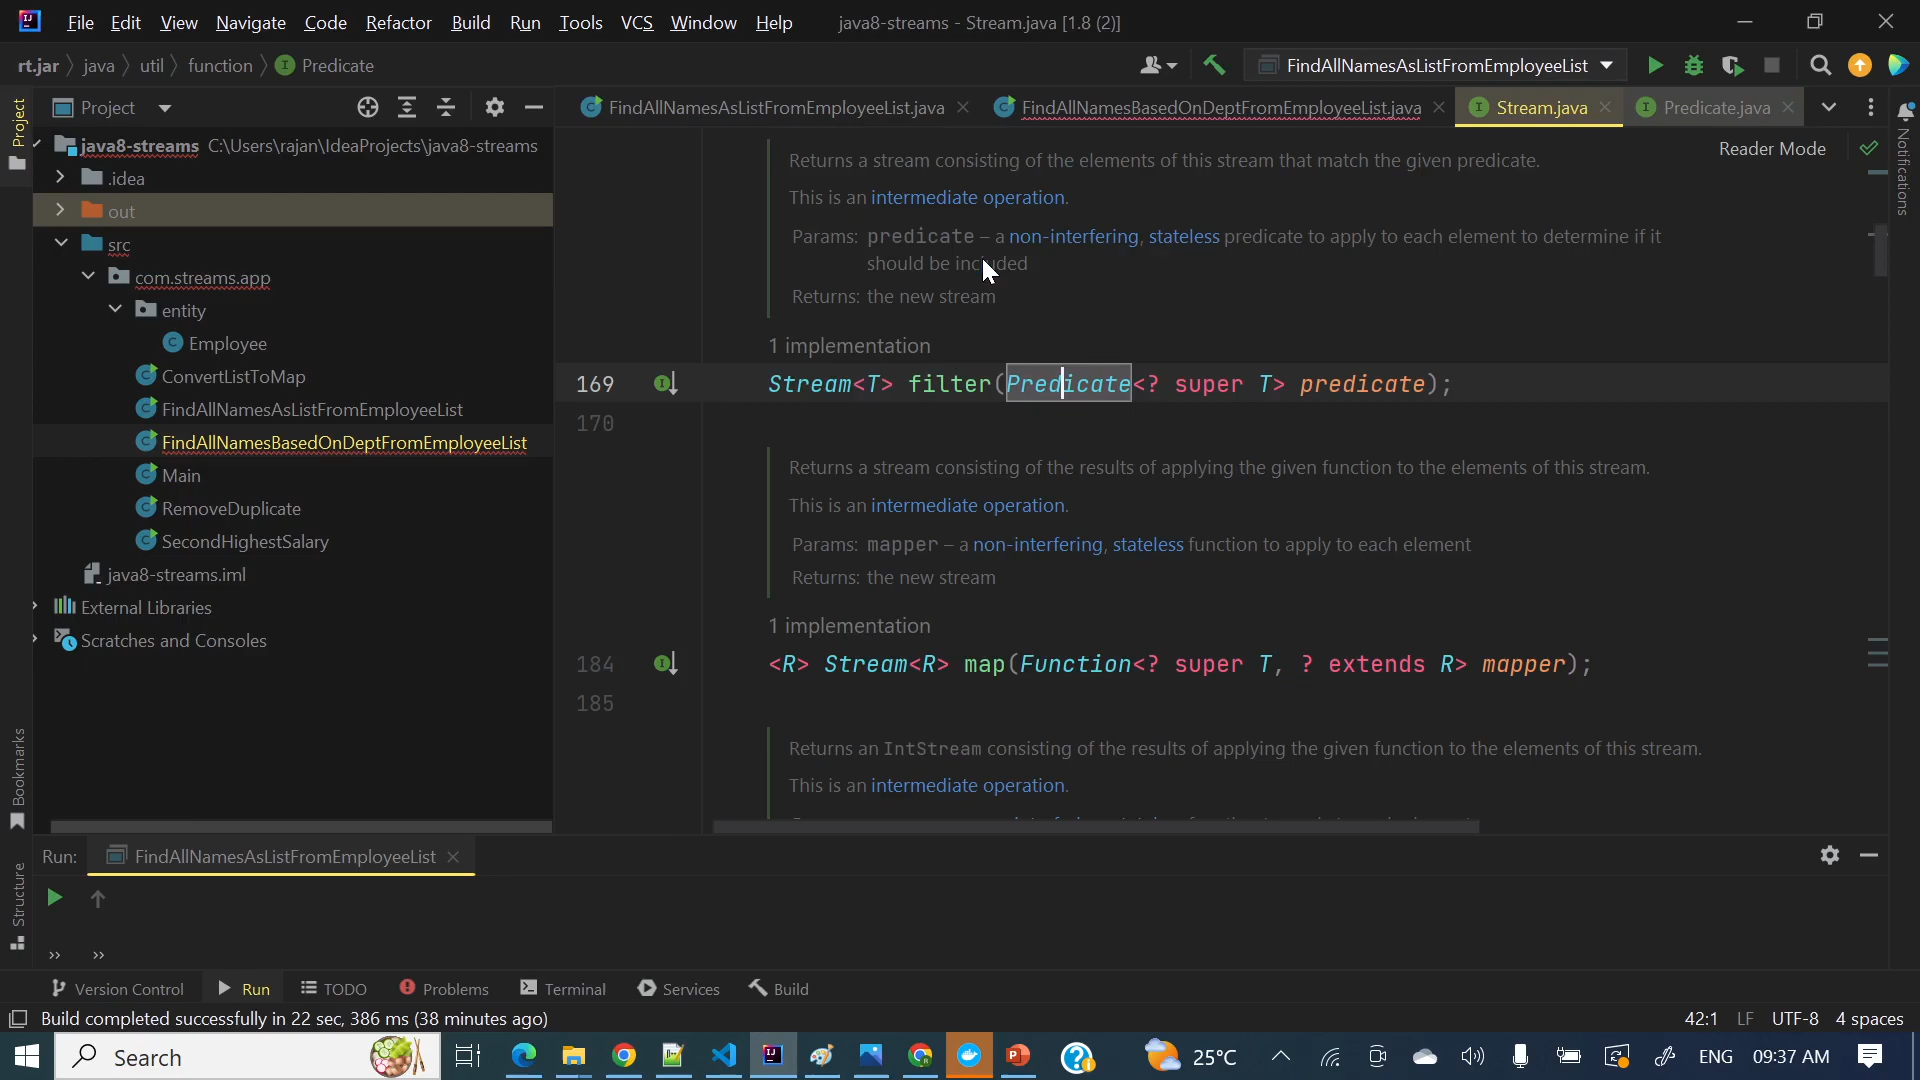 File Edit View Navigate Code Refactor Build Run Tools VCS Window Help java8-streams - Stream.java [1.8 (2)]
rt.jar java util function Predicate FindAllNamesAsListFromEmployeeList
Project
Project
FindAllNamesAsListFromEmployeeList.java FindAllNamesBasedOnDeptFromEmployeeList.java Stream.java Predicate.java
Notifications
Reader Mode
java8-streams C:\Users\rajan\IdeaProjects\java8-streams
.idea
out
src
com.streams.app
entity
Employee
ConvertListToMap
FindAllNamesAsListFromEmployeeList
FindAllNamesBasedOnDeptFromEmployeeList
Main
RemoveDuplicate
SecondHighestSalary
java8-streams.iml
External Libraries
Scratches and Consoles
Returns a stream consisting of the elements of this stream that match the given predicate.
This is an intermediate operation.
Params: predicate – a non-interfering, stateless predicate to apply to each element to determine if it
should be included
Returns: the new stream
1 implementation
169 Stream<T> filter(Predicate<? super T> predicate);
170
Returns a stream consisting of the results of applying the given function to the elements of this stream.
This is an intermediate operation.
Params: mapper – a non-interfering, stateless function to apply to each element
Returns: the new stream
1 implementation
184 <R> Stream<R> map(Function<? super T, ? extends R> mapper);
185
Returns an IntStream consisting of the results of applying the given function to the elements of this stream.
This is an intermediate operation.
Bookmarks
Structure
Run: FindAllNamesAsListFromEmployeeList
Version Control Run TODO Problems Terminal Services Build
Build completed successfully in 22 sec, 386 ms (38 minutes ago) 42:1 LF UTF-8 4 spaces
Search 25°C ENG 09:37 AM